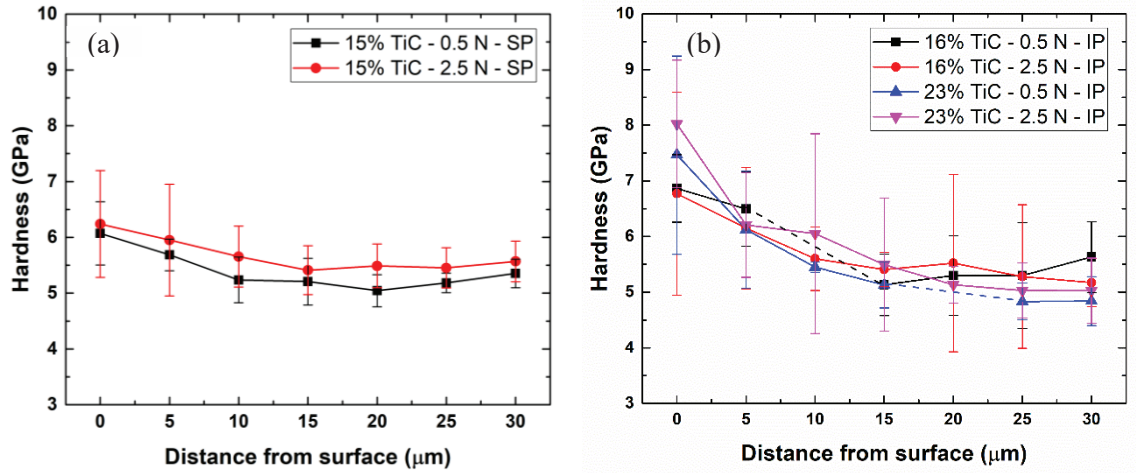 (a)
15% TiC - 0.5 N - SP
15% TiC - 2.5 N - SP
10
9
8
7
6
5
4
3
Hardness (GPa)
0 5 10 15 20 25 30
Distance from surface (μm)
(b)
16% TiC - 0.5 N - IP
16% TiC - 2.5 N - IP
23% TiC - 0.5 N - IP
23% TiC - 2.5 N - IP
10
9
8
7
6
5
4
3
Hardness (GPa)
0 5 10 15 20 25 30
Distance from surface (μm)